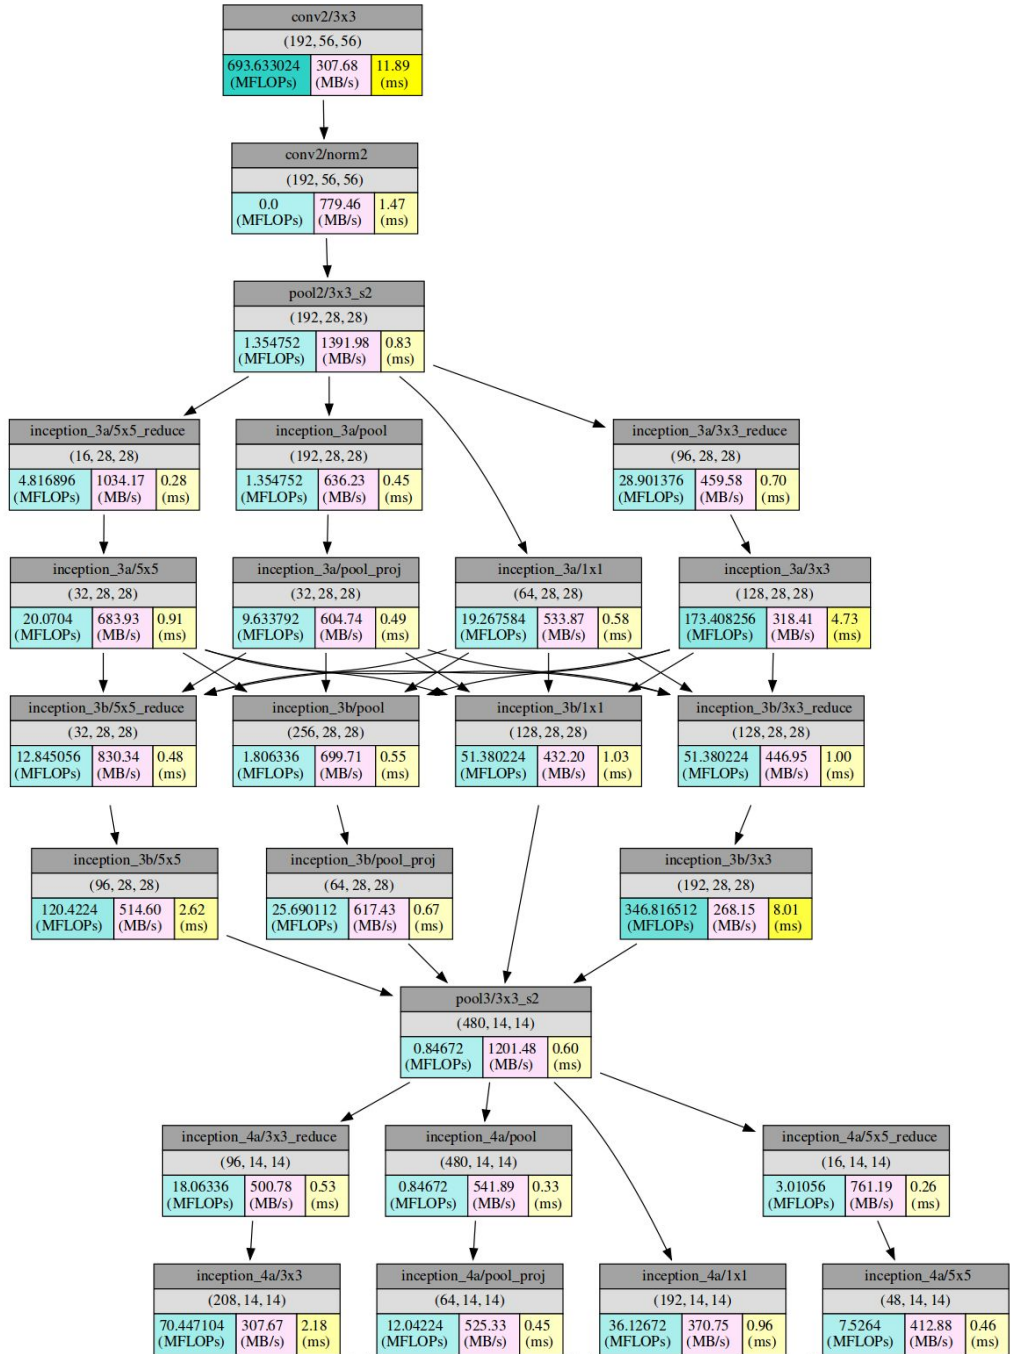 conv2/3x3
(192, 56, 56)
693.633024 307.68 11.89
(MFLOPs) (MB/s) (ms)
conv2/norm2
(192, 56, 56)
0.0 779.46 1.47
(MFLOPs) (MB/s) (ms)
pool2/3x3_s2
(192, 28, 28)
1.354752 1391.98 0.83
(MFLOPs) (MB/s) (ms)
inception_3a/5x5_reduce inception_3a/pool inception_3a/3x3_reduce
(16, 28, 28) (192, 28, 28) (96, 28, 28)
4.816896 1034.17 0.28 1.354752 636.23 0.45 28.901376 459.58 0.70
(MFLOPs) (MB/s) (ms) (MFLOPs) (MB/s) (ms) (MFLOPs) (MB/s) (ms)
inception_3a/5x5 inception_3a/pool_proj inception_3a/1x1 inception_3a/3x3
(32, 28, 28) (32, 28, 28) (64, 28, 28) (128, 28, 28)
20.0704 683.93 0.91 9.633792 604.74 0.49 19.267584 533.87 0.58 173.408256 318.41 4.73
(MFLOPs) (MB/s) (ms) (MFLOPs) (MB/s) (ms) (MFLOPs) (MB/s) (ms) (MFLOPs) (MB/s) (ms)
inception_3b/5x5_reduce inception_3b/pool inception_3b/1x1 inception_3b/3x3_reduce
(32, 28, 28) (256, 28, 28) (128, 28, 28) (128, 28, 28)
12.845056 830.34 0.48 1.806336 699.71 0.55 51.380224 432.20 1.03 51.380224 446.95 1.00
(MFLOPs) (MB/s) (ms) (MFLOPs) (MB/s) (ms) (MFLOPs) (MB/s) (ms) (MFLOPs) (MB/s) (ms)
inception_3b/5x5 inception_3b/pool_proj inception_3b/3x3
(96, 28, 28) (64, 28, 28) (192, 28, 28)
120.4224 514.60 2.62 25.690112 617.43 0.67 346.816512 268.15 8.01
(MFLOPs) (MB/s) (ms) (MFLOPs) (MB/s) (ms) (MFLOPs) (MB/s) (ms)
pool3/3x3_s2
(480, 14, 14)
0.84672 1201.48 0.60
(MFLOPs) (MB/s) (ms)
inception_4a/3x3_reduce inception_4a/pool inception_4a/5x5_reduce
(96, 14, 14) (480, 14, 14) (16, 14, 14)
18.06336 500.78 0.53 0.84672 541.89 0.33 3.01056 761.19 0.26
(MFLOPs) (MB/s) (ms) (MFLOPs) (MB/s) (ms) (MFLOPs) (MB/s) (ms)
inception_4a/3x3 inception_4a/pool_proj inception_4a/1x1 inception_4a/5x5
(208, 14, 14) (64, 14, 14) (192, 14, 14) (48, 14, 14)
70.447104 307.67 2.18 12.04224 525.33 0.45 36.12672 370.75 0.96 7.5264 412.88 0.46
(MFLOPs) (MB/s) (ms) (MFLOPs) (MB/s) (ms) (MFLOPs) (MB/s) (ms) (MFLOPs) (MB/s) (ms)